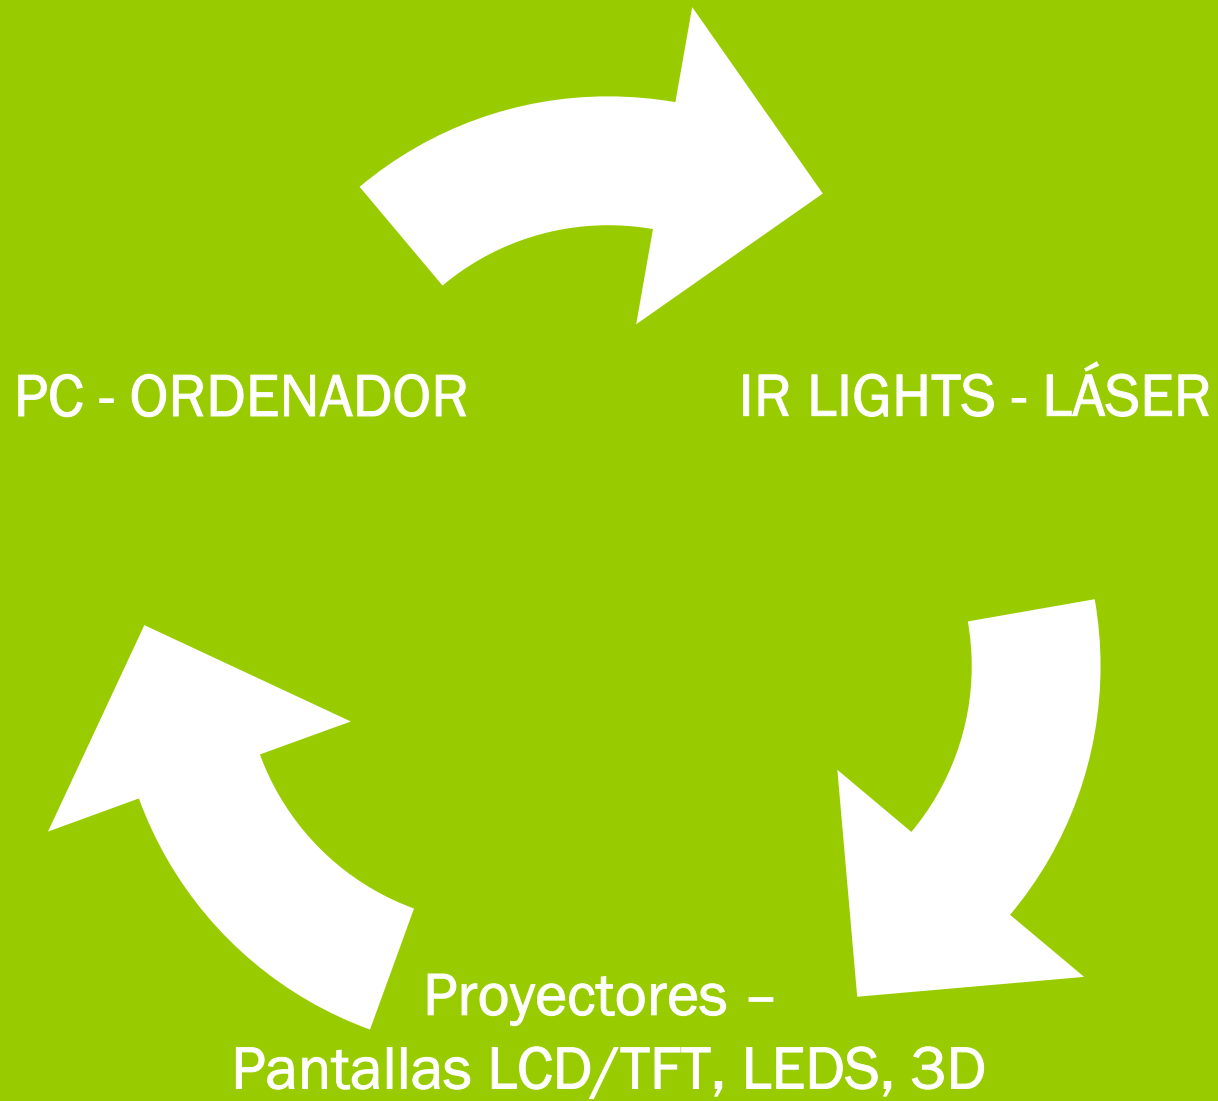 PC - ORDENADOR
IR LIGHTS - LÁSER
Proyectores –
Pantallas LCD/TFT, LEDS, 3D